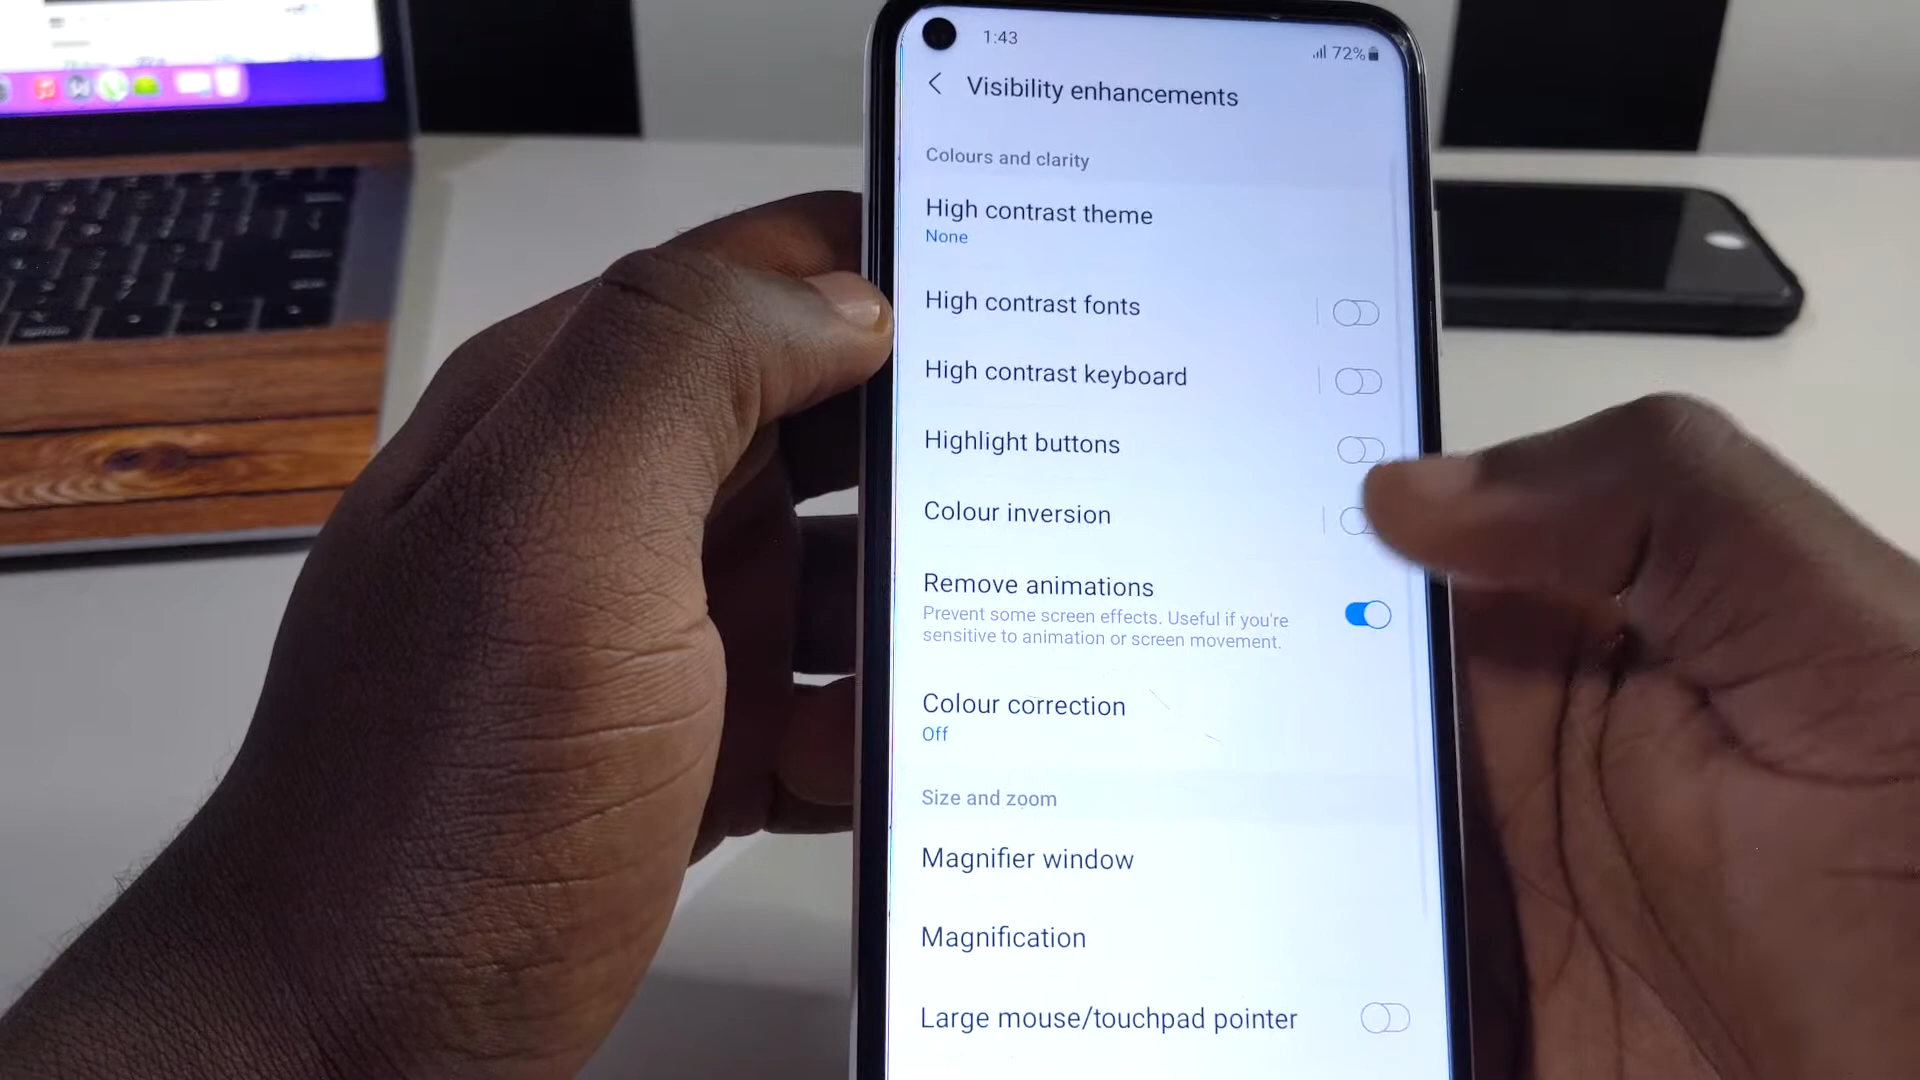 1:43
72%
Visibility enhancements
Colours and clarity
High contrast theme
None
High contrast fonts
High contrast keyboard
Highlight buttons
Colour inversion
Remove animations
Prevent some screen effects. Useful if you're
sensitive to animation or screen movement.
Colour correction
Off
Size and zoom
Magnifier window
Magnification
Large mouse/touchpad pointer